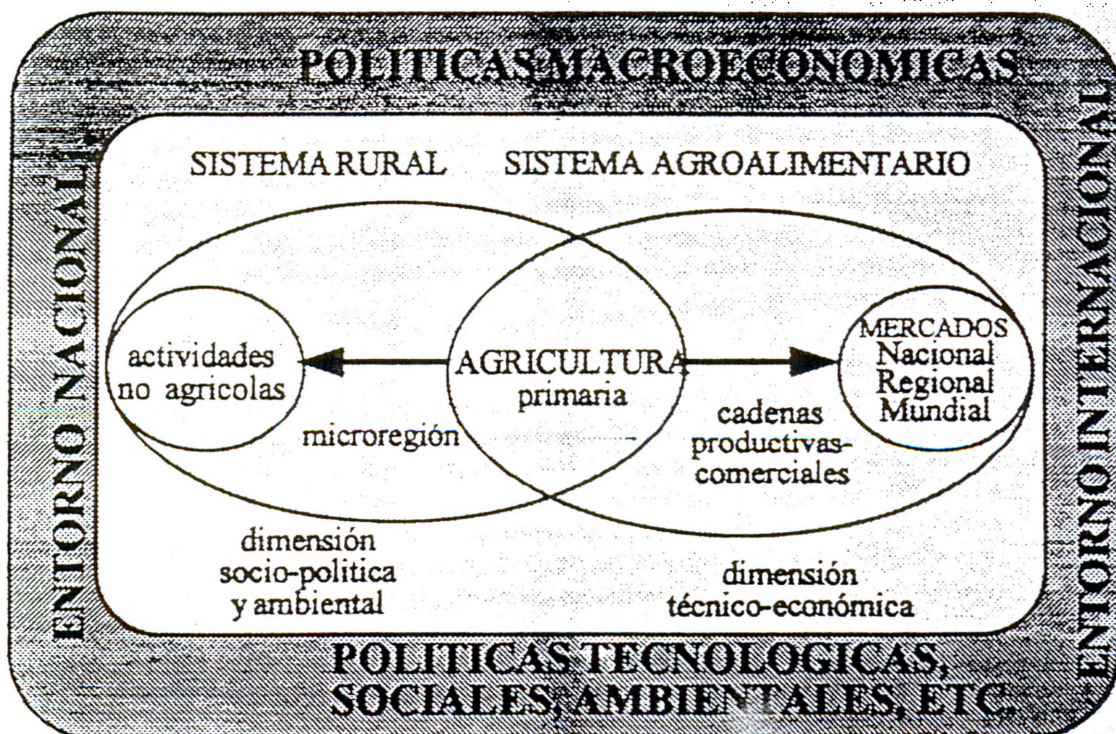 POLITICAS MACROECONOMICAS
ENTORNO NACIONAL
SISTEMA RURAL
SISTEMA AGROALIMENTARIO
actividades
no agricolas
microregión
AGRICULTURA
primaria
MERCADOS
Nacional
Regional
Mundial
cadenas
productivas-
comerciales
dimensión
socio-politica
y ambiental
dimensión
técnico-económica
ENTORNO INTERNACIONAL
POLITICAS TECNOLOGICAS,
SOCIALES, AMBIENTALES, ETC.